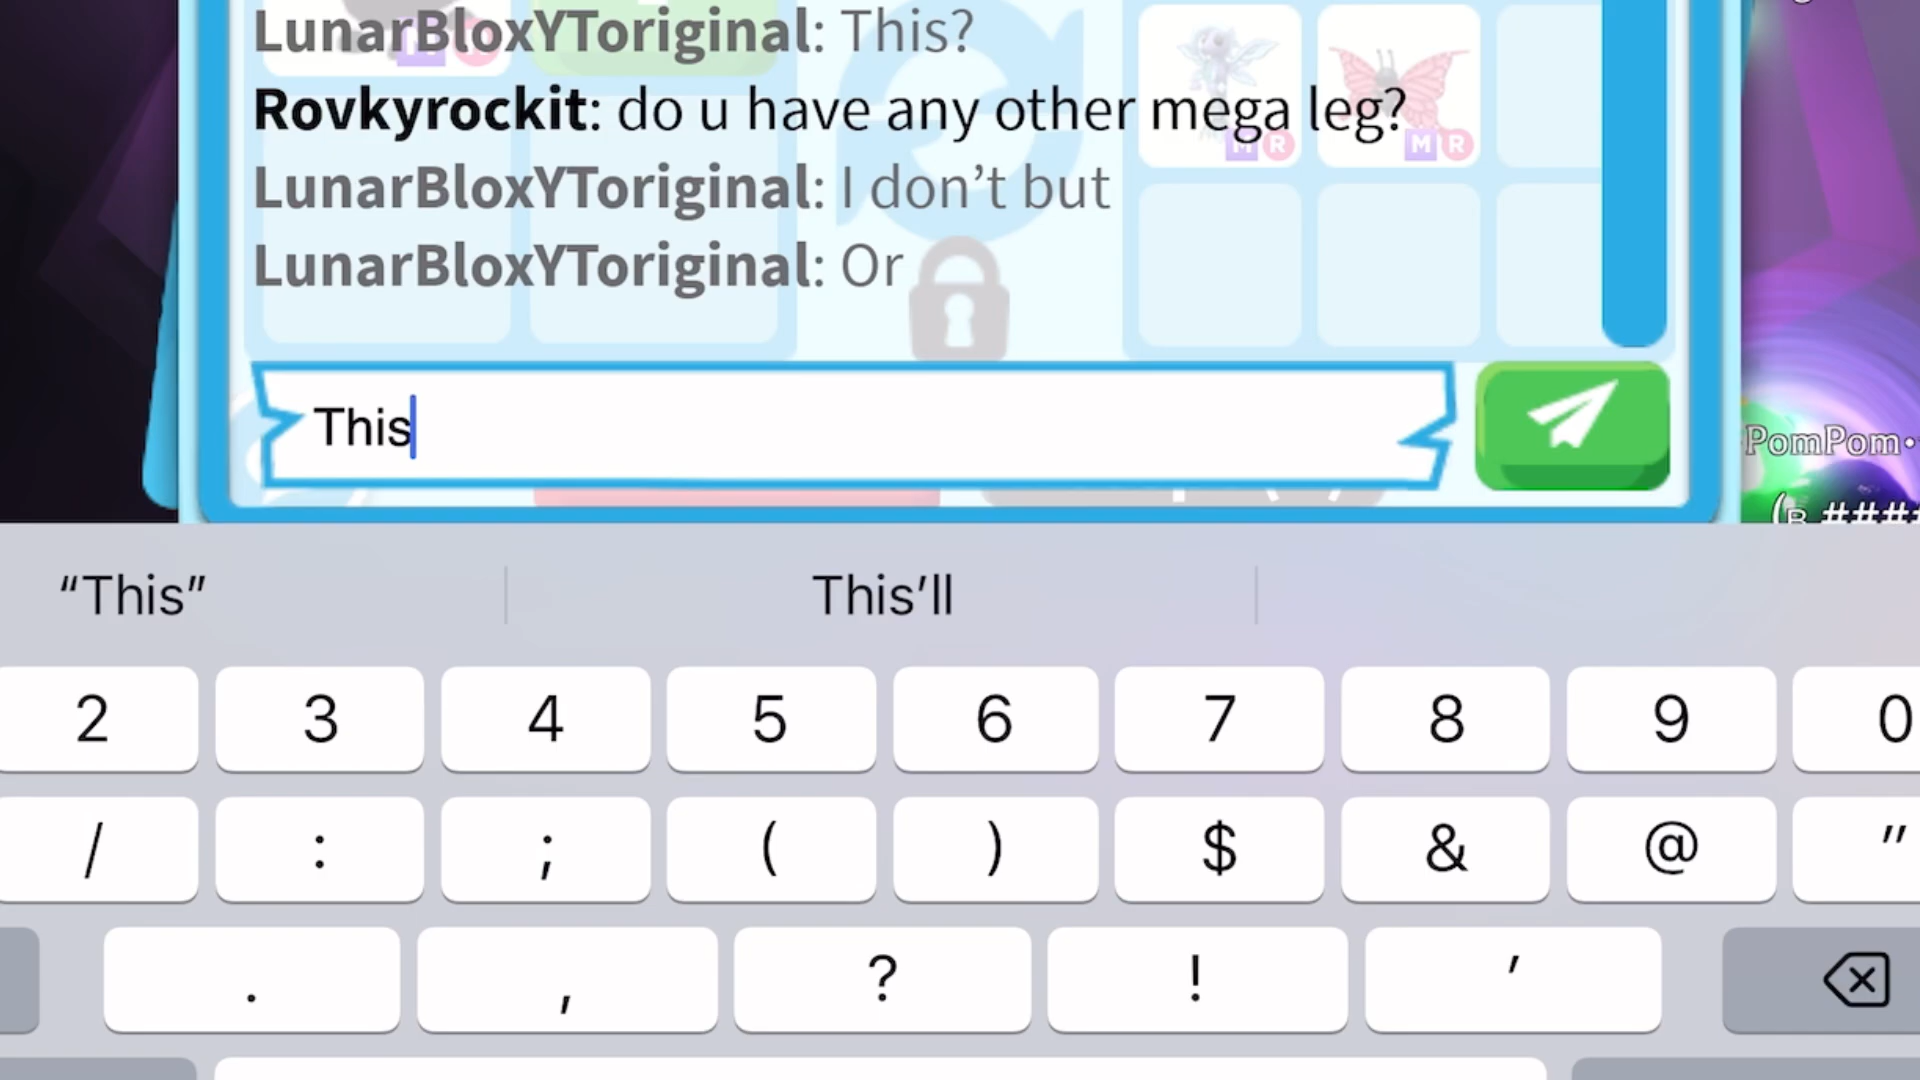 LunarBloxYToriginal: This?
Rovkyrockit: do u have any other mega leg?
M R
M R
LunarBloxYToriginal: I don’t but
LunarBloxYToriginal: Or
This
PomPom
####
“This”
This’ll
2 3 4 5 6 7 8 9 0
/ : ; ( ) $ & @ "
. , ? ! ’